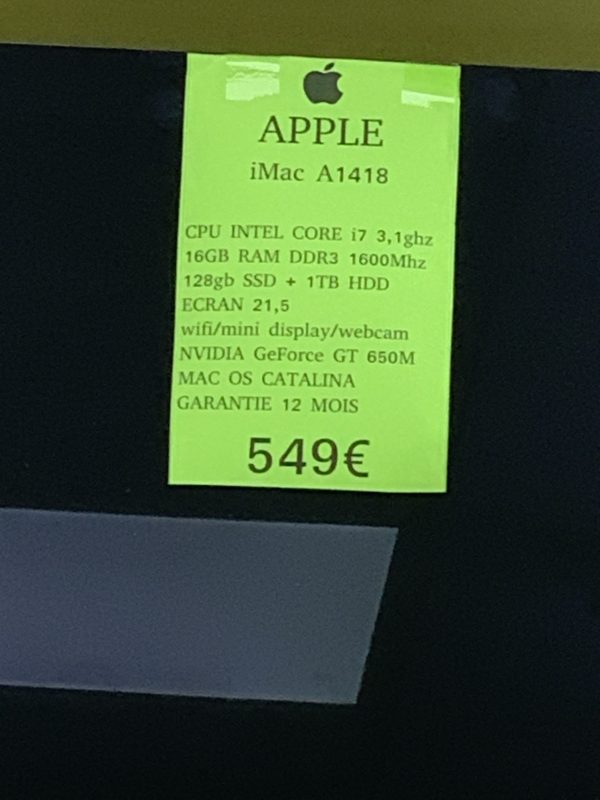 APPLE
iMac A1418
CPU INTEL CORE i7 3,1ghz
16GB RAM DDR3 1600Mhz
128gb SSD + 1TB HDD
ECRAN 21,5
wifi/mini display/webcam
NVIDIA GeForce GT 650M
MAC OS CATALINA
GARANTIE 12 MOIS
549€